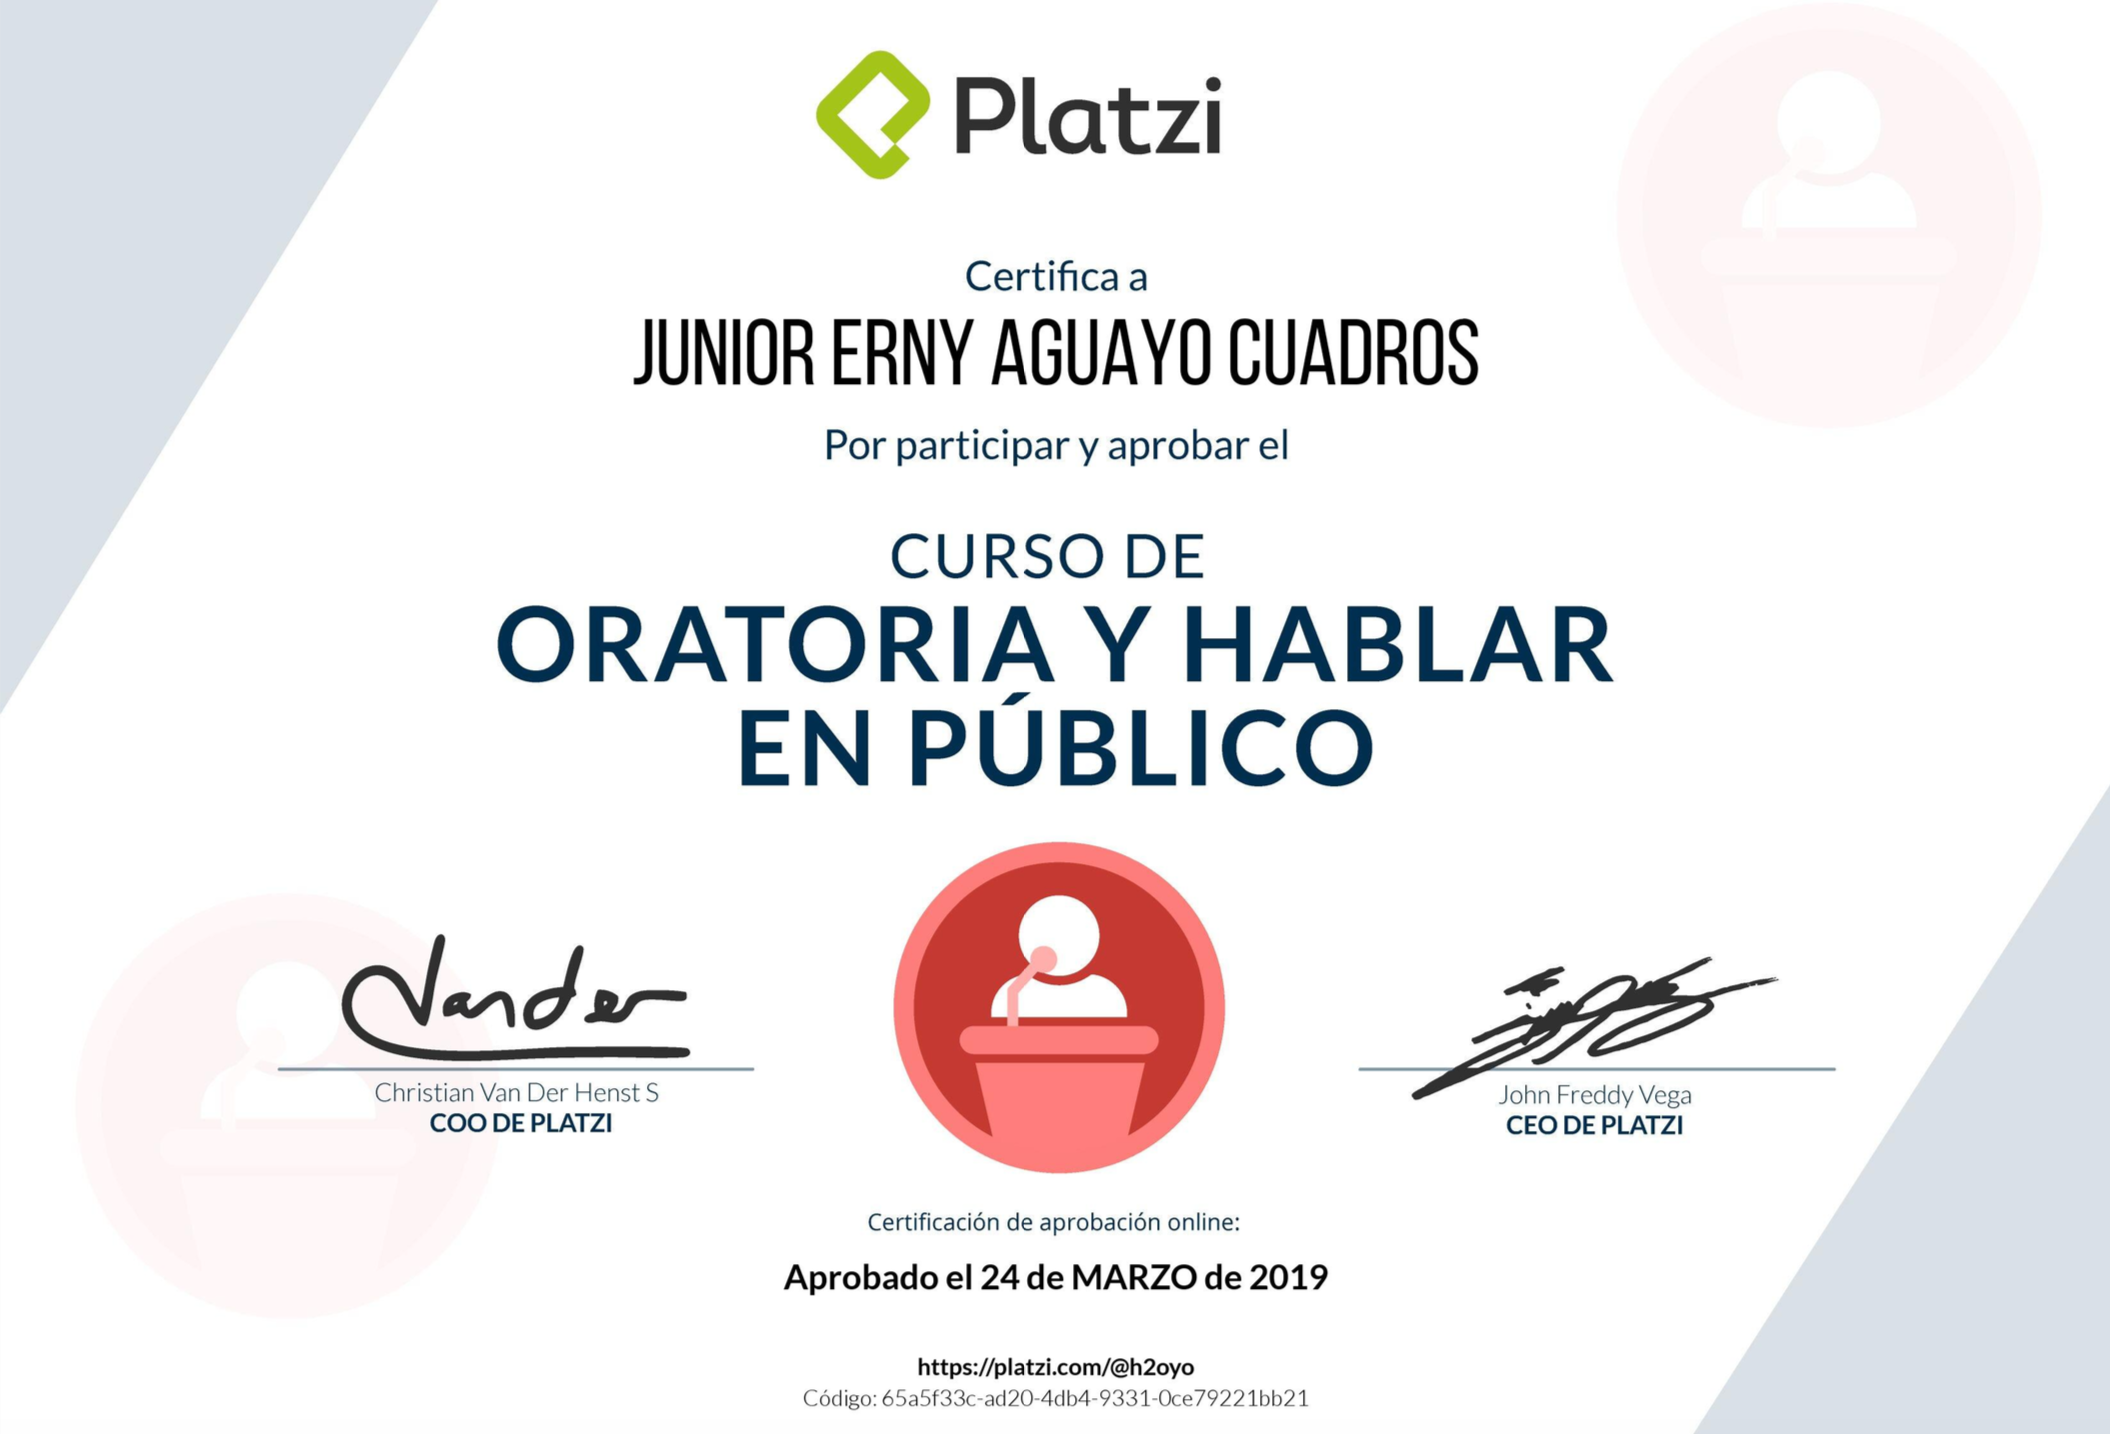 Platzi
Certifica a
JUNIOR ERNY AGUAYO CUADROS
Por participar y aprobar el
CURSO DE
ORATORIA Y HABLAR
EN PÚBLICO
Vander
Christian Van Der Henst S
COO DE PLATZI
John Freddy Vega
CEO DE PLATZI
Certificación de aprobación online:
Aprobado el 24 de MARZO de 2019
https://platzi.com/@h2oyo
Código: 65a5f33c-ad20-4db4-9331-0ce79221bb21